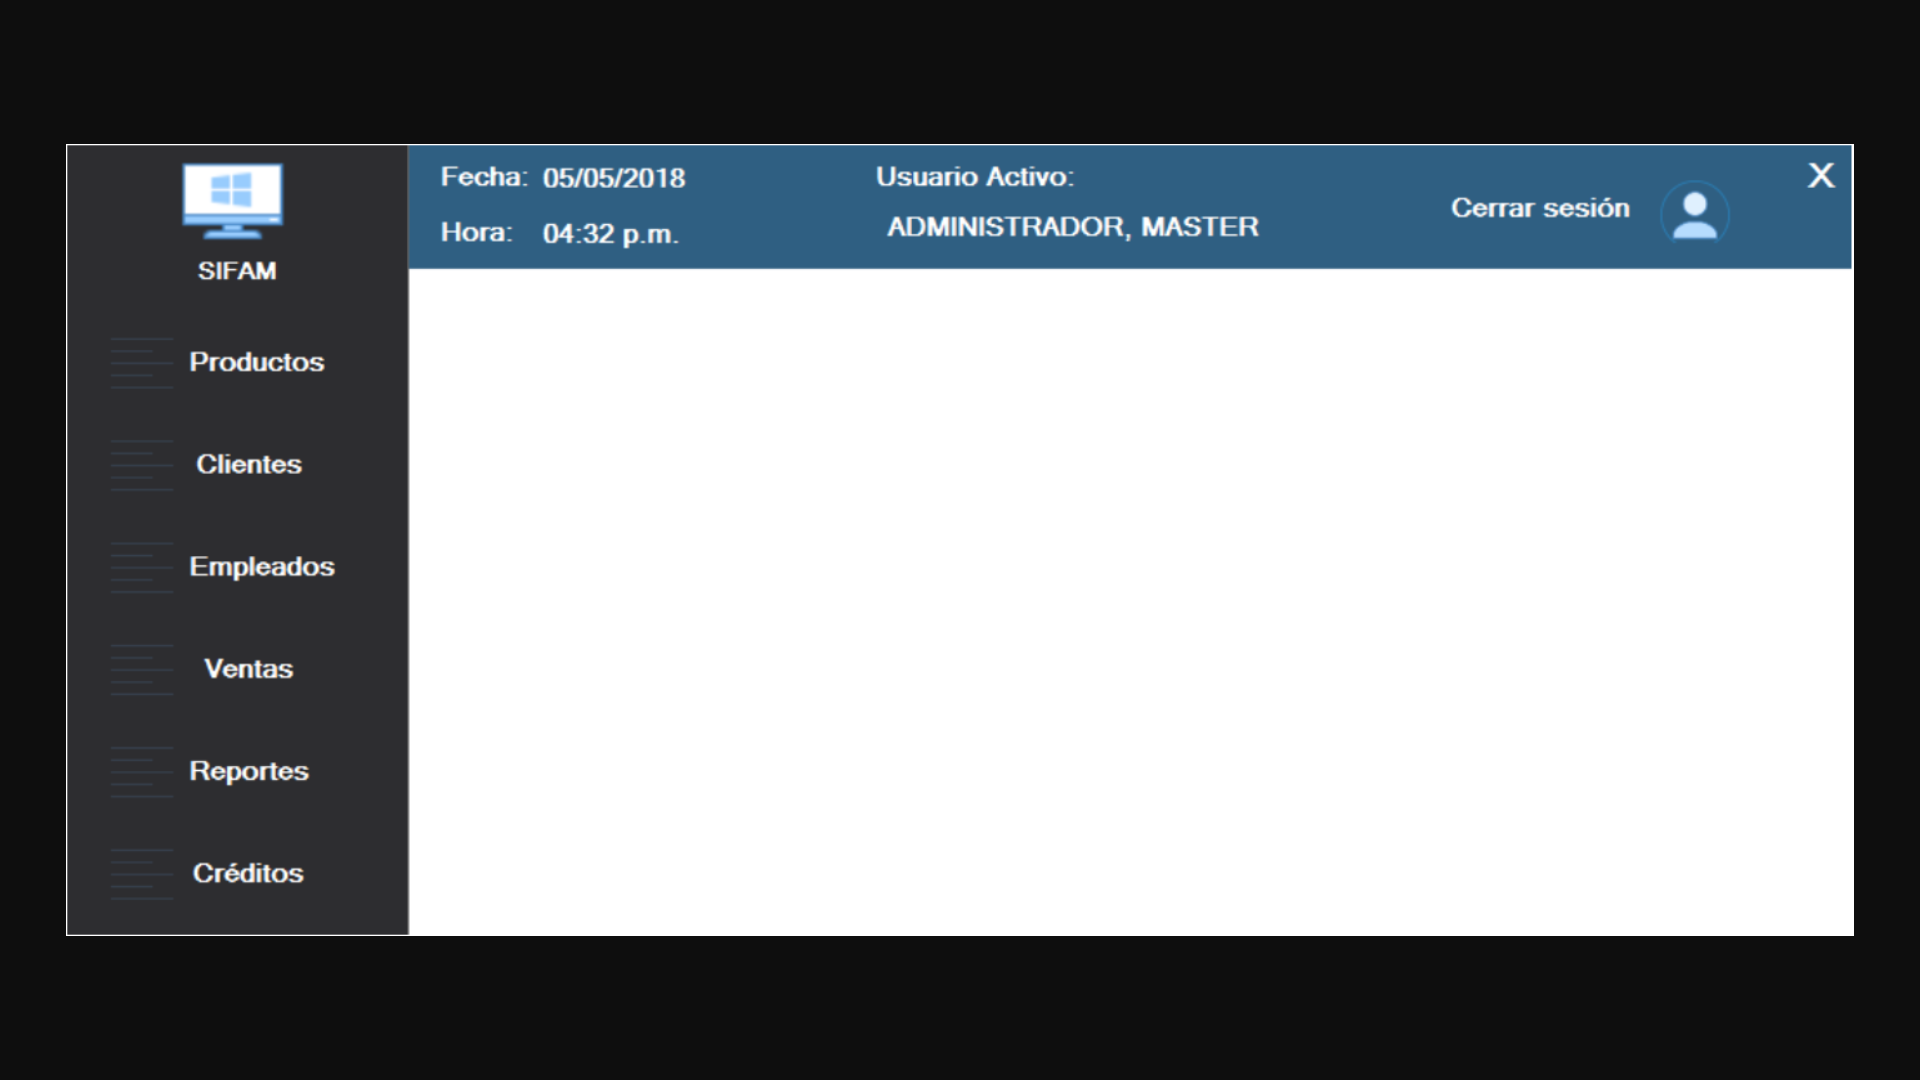 SIFAM
Productos
Clientes
Empleados
Ventas
Reportes
Créditos
Fecha: 05/05/2018
Hora: 04:32 p.m.
Usuario Activo:
ADMINISTRADOR, MASTER
Cerrar sesión
X